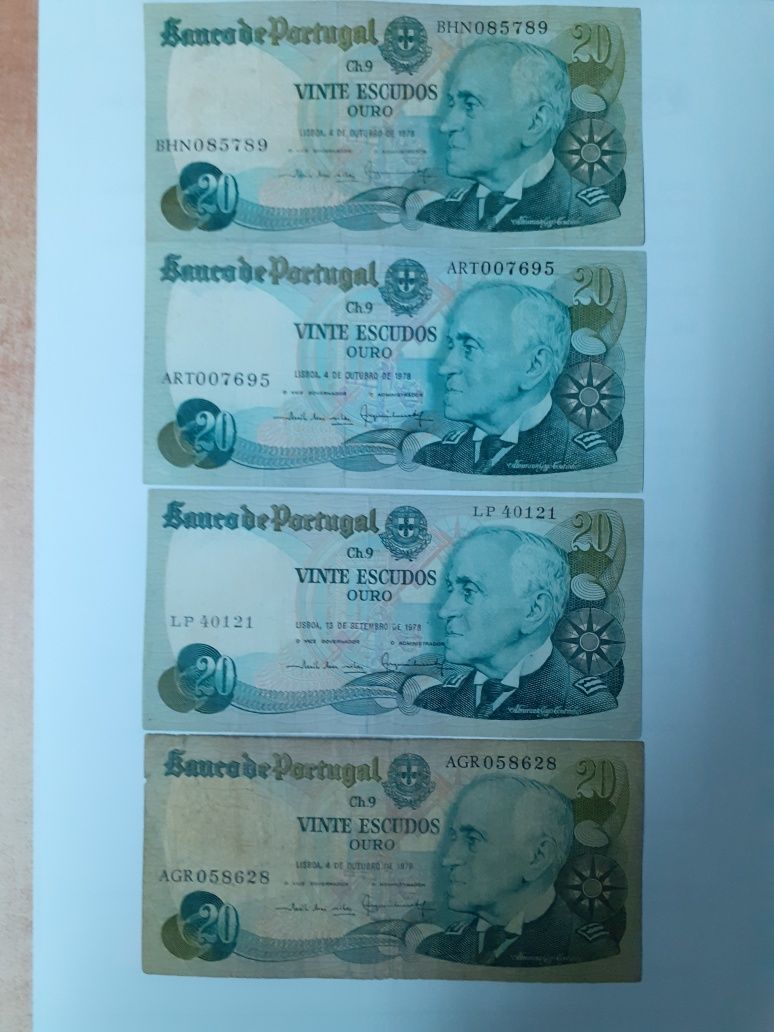 Banco de Portugal
BHN085789
20
Ch.9
VINTE ESCUDOS
OURO
LISBOA, 4 DE OUTUBRO DE 1978
O VICE GOVERNADOR O ADMINISTRADOR
BHN085789
20
Banco de Portugal
ART007695
20
Ch.9
VINTE ESCUDOS
OURO
LISBOA, 4 DE OUTUBRO DE 1978
ART007695
O VICE GOVERNADOR O ADMINISTRADOR
20
Banco de Portugal
LP 40121
20
Ch.9
VINTE ESCUDOS
OURO
LP 40121
LISBOA, 13 DE SETEMBRO DE 1978
O VICE GOVERNADOR O ADMINISTRADOR
20
Banco de Portugal
AGR058628
20
Ch.9
VINTE ESCUDOS
OURO
LISBOA, 4 DE OUTUBRO DE 1978
AGR058628
O VICE GOVERNADOR O ADMINISTRADOR
20